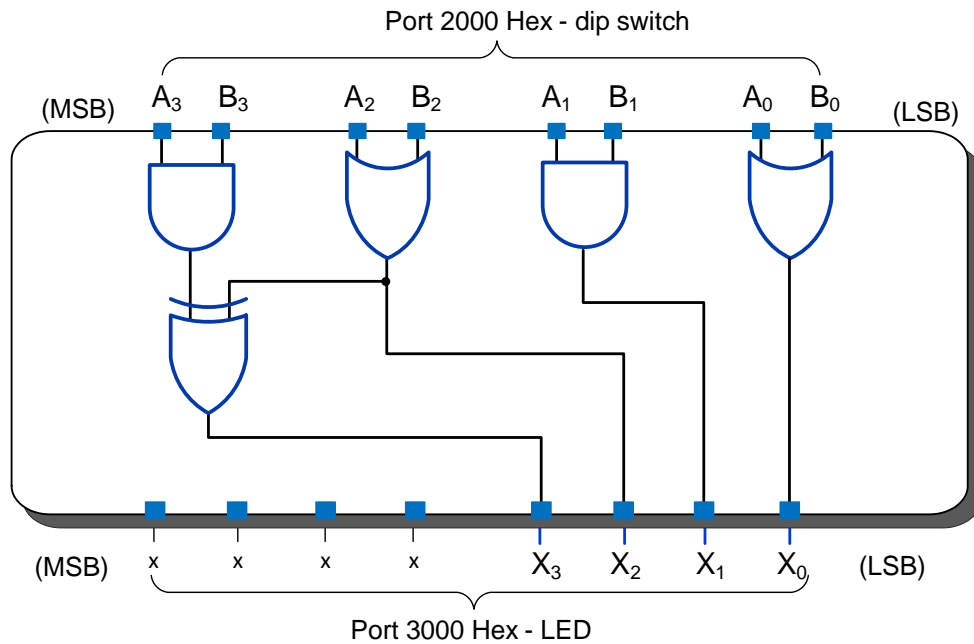 Port 2000 Hex - dip switch
(MSB) A₃ B₃ A₂ B₂ A₁ B₁ A₀ B₀ (LSB)
x x x x X₃ X₂ X₁ X₀
(MSB) (LSB)
Port 3000 Hex - LED